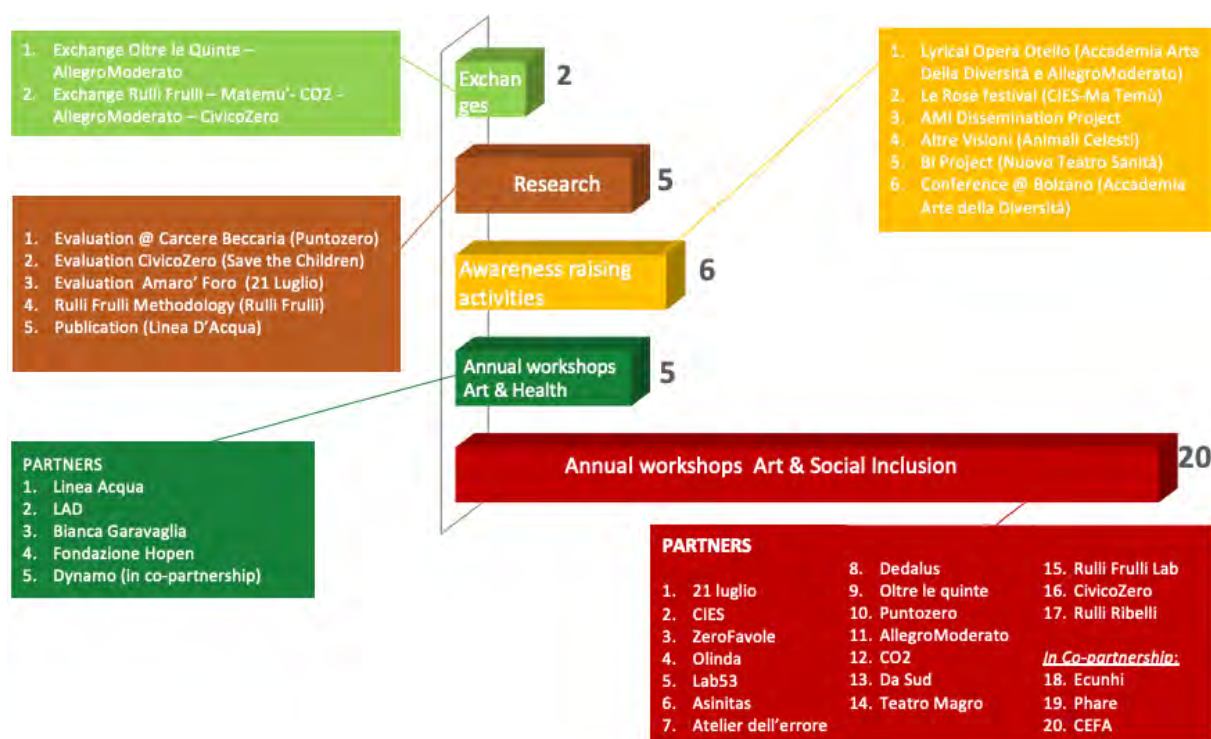 1. Exchange Oltre le Quinte –
AllegroModerato
2. Exchange Rulli Frulli – Matemu'- CO2 -
AllegroModerato – CivicoZero
Exchan
ges
2
1. Lyrical Opera Otello (Accademia Arte
Della Diversità e AllegroModerato)
2. Le Rose festival (CIES-Ma Temù)
3. AMI Dissemination Project
4. Altre Visioni (Animali Celesti)
5. BI Project (Nuovo Teatro Sanità)
6. Conference @ Bolzano (Accademia
Arte della Diversità)
Research
5
1. Evaluation @ Carcere Beccaria (Puntozero)
2. Evaluation CivicoZero (Save the Children)
3. Evaluation Amaro' Foro (21 Luglio)
4. Rulli Frulli Methodology (Rulli Frulli)
5. Publication (Linea D'Acqua)
Awareness raising
activities
6
Annual workshops
Art & Health
5
PARTNERS
1. Linea Acqua
2. LAD
3. Bianca Garavaglia
4. Fondazione Hopen
5. Dynamo (in co-partnership)
Annual workshops Art & Social Inclusion
20
PARTNERS
1. 21 luglio
2. CIES
3. ZeroFavole
4. Olinda
5. Lab53
6. Asinitas
7. Atelier dell'errore
8. Dedalus
9. Oltre le quinte
10. Puntozero
11. AllegroModerato
12. CO2
13. Da Sud
14. Teatro Magro
15. Rulli Frulli Lab
16. CivicoZero
17. Rulli Ribelli
In Co-partnership:
18. Ecunhi
19. Phare
20. CEFA